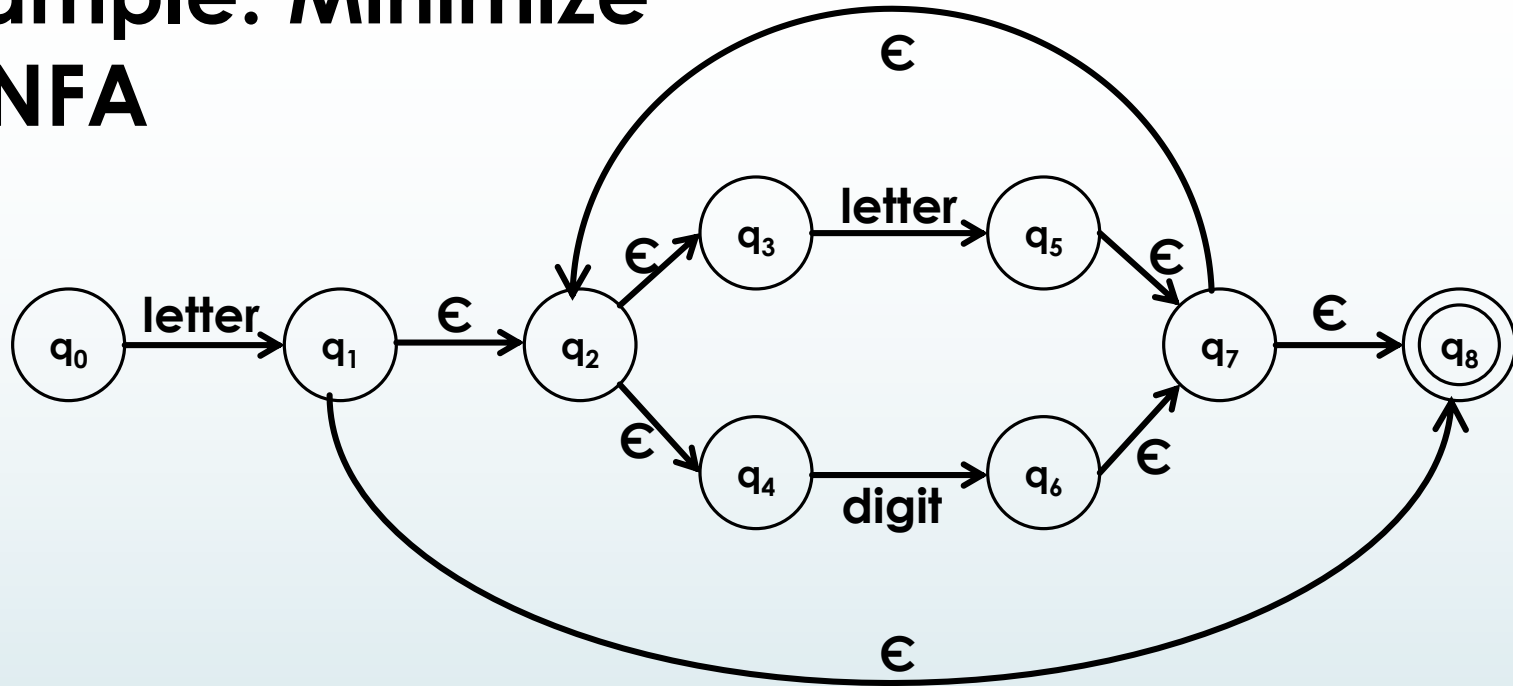 ample: Minimize
NFA
Є
letter
Є
Є
letter
Є
Є
Є
digit
Є
Є
q₀
q₁
q₂
q₃
q₄
q₅
q₆
q₇
q₈